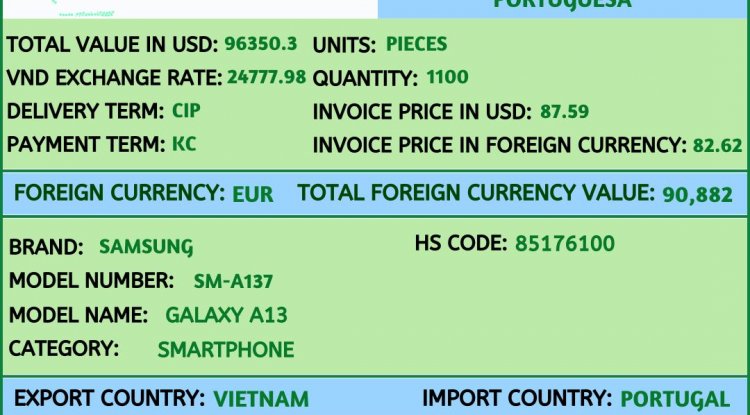 PORTUGUESA
TOTAL VALUE IN USD: 96350.3 UNITS: PIECES
VND EXCHANGE RATE: 24777.98 QUANTITY: 1100
DELIVERY TERM: CIP INVOICE PRICE IN USD: 87.59
PAYMENT TERM: KC INVOICE PRICE IN FOREIGN CURRENCY: 82.62
FOREIGN CURRENCY: EUR TOTAL FOREIGN CURRENCY VALUE: 90,882
BRAND: SAMSUNG HS CODE: 85176100
MODEL NUMBER: SM-A137
MODEL NAME: GALAXY A13
CATEGORY: SMARTPHONE
EXPORT COUNTRY: VIETNAM IMPORT COUNTRY: PORTUGAL